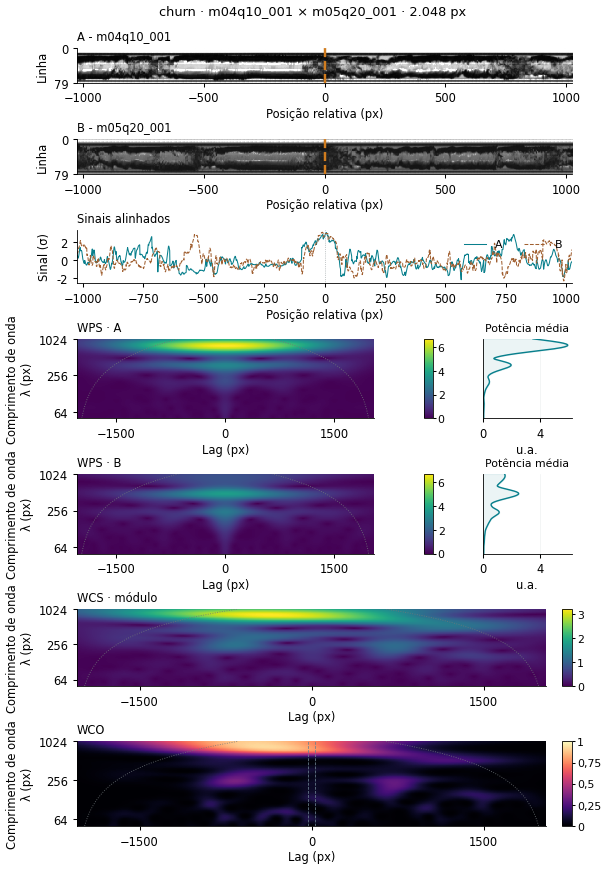 churn · m04q10_001 × m05q20_001 · 2.048 px
A - m04q10_001
0
79
Linha
−1000 −500 0 500 1000
Posição relativa (px)
B - m05q20_001
0
79
Linha
−1000 −500 0 500 1000
Posição relativa (px)
Sinais alinhados
2
0
-2
Sinal (σ)
A B
−1000 −750 −500 −250 0 250 500 750 1000
Posição relativa (px)
WPS · A
1024
256
64
Comprimento de onda
λ (px)
−1500 0 1500
Lag (px)
6
4
2
0
Potência média
0 4
u.a.
WPS · B
1024
256
64
Comprimento de onda
λ (px)
−1500 0 1500
Lag (px)
6
4
2
0
Potência média
0 4
u.a.
WCS · módulo
1024
256
64
Comprimento de onda
λ (px)
−1500 0 1500
Lag (px)
3
2
1
0
WCO
1024
256
64
Comprimento de onda
λ (px)
−1500 0 1500
Lag (px)
1
0,75
0,5
0,25
0